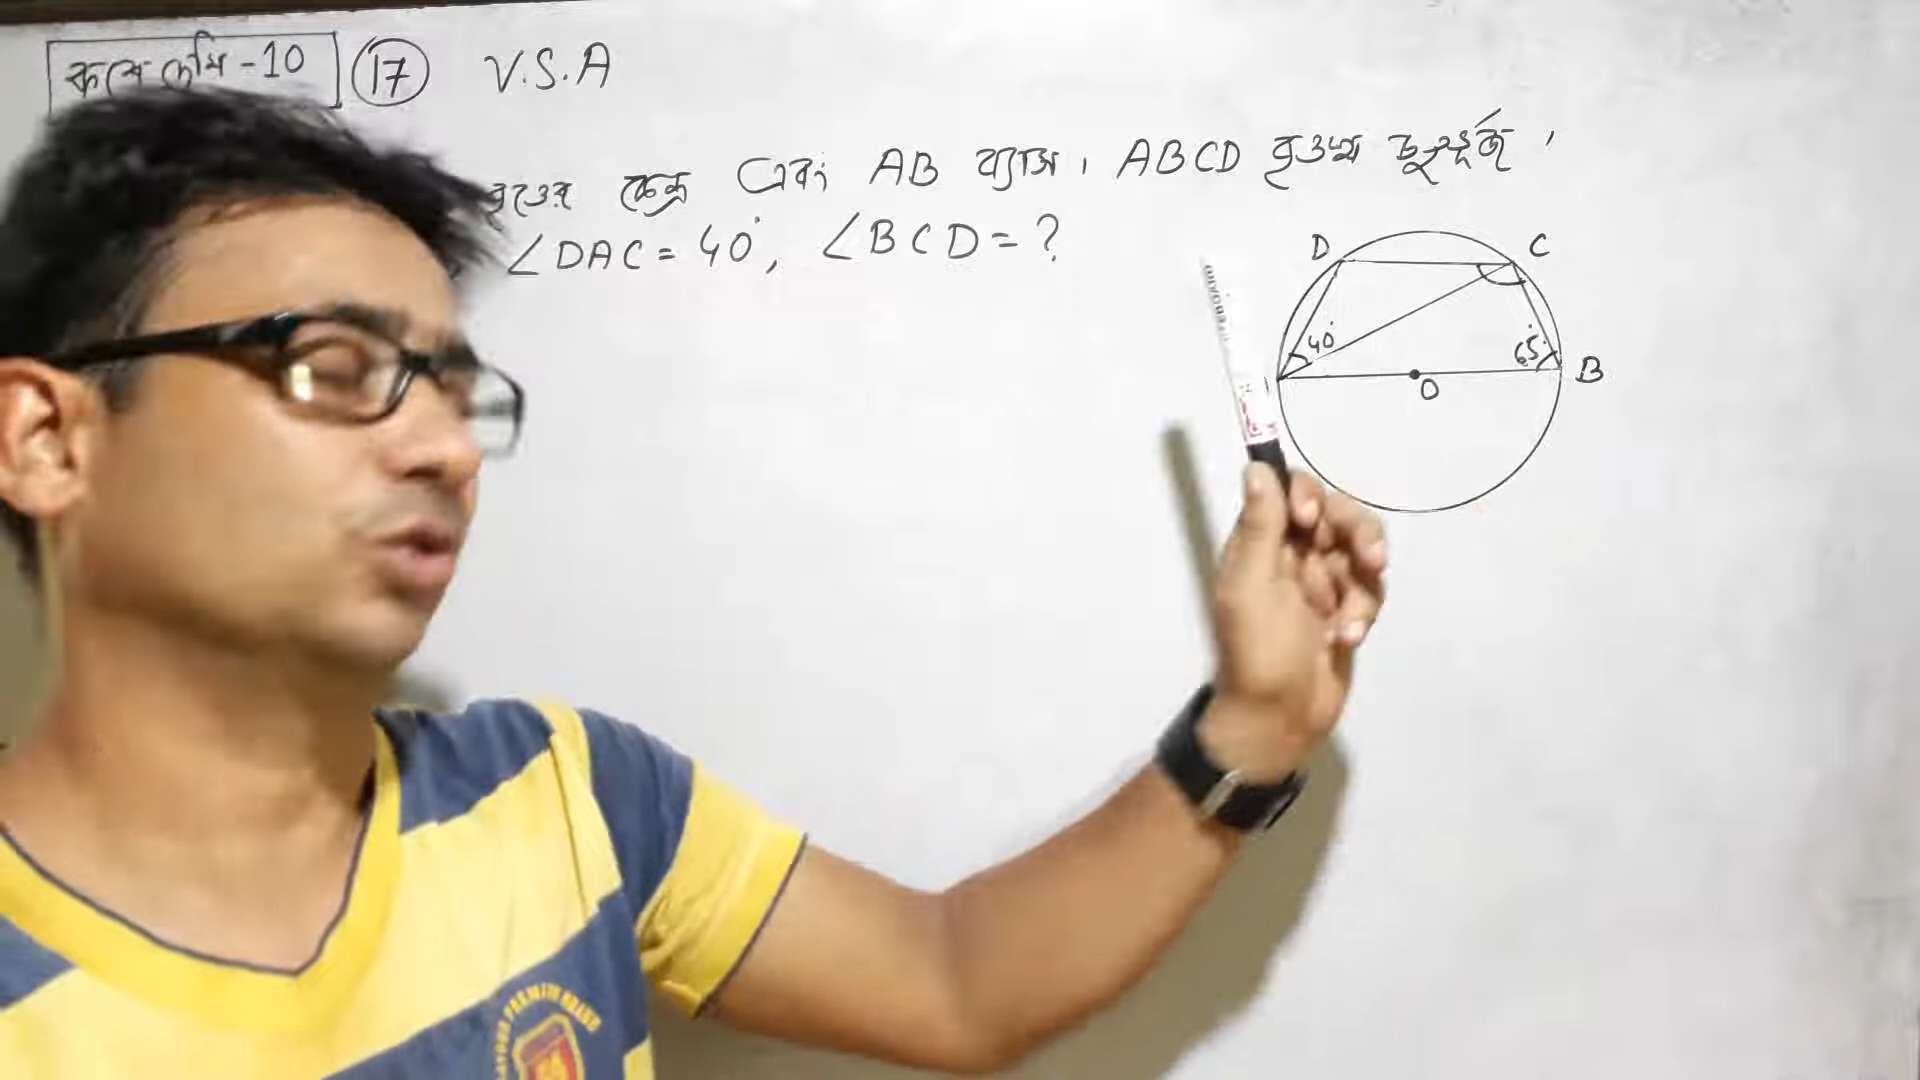 কষে দেখি-10 17 V.S.A
বৃত্তের কেন্দ্র এবং AB ব্যাস। ABCD বৃত্তস্থ চতুর্ভুজ,
∠DAC = 40°, ∠BCD = ?
D C
40° 65° B
O